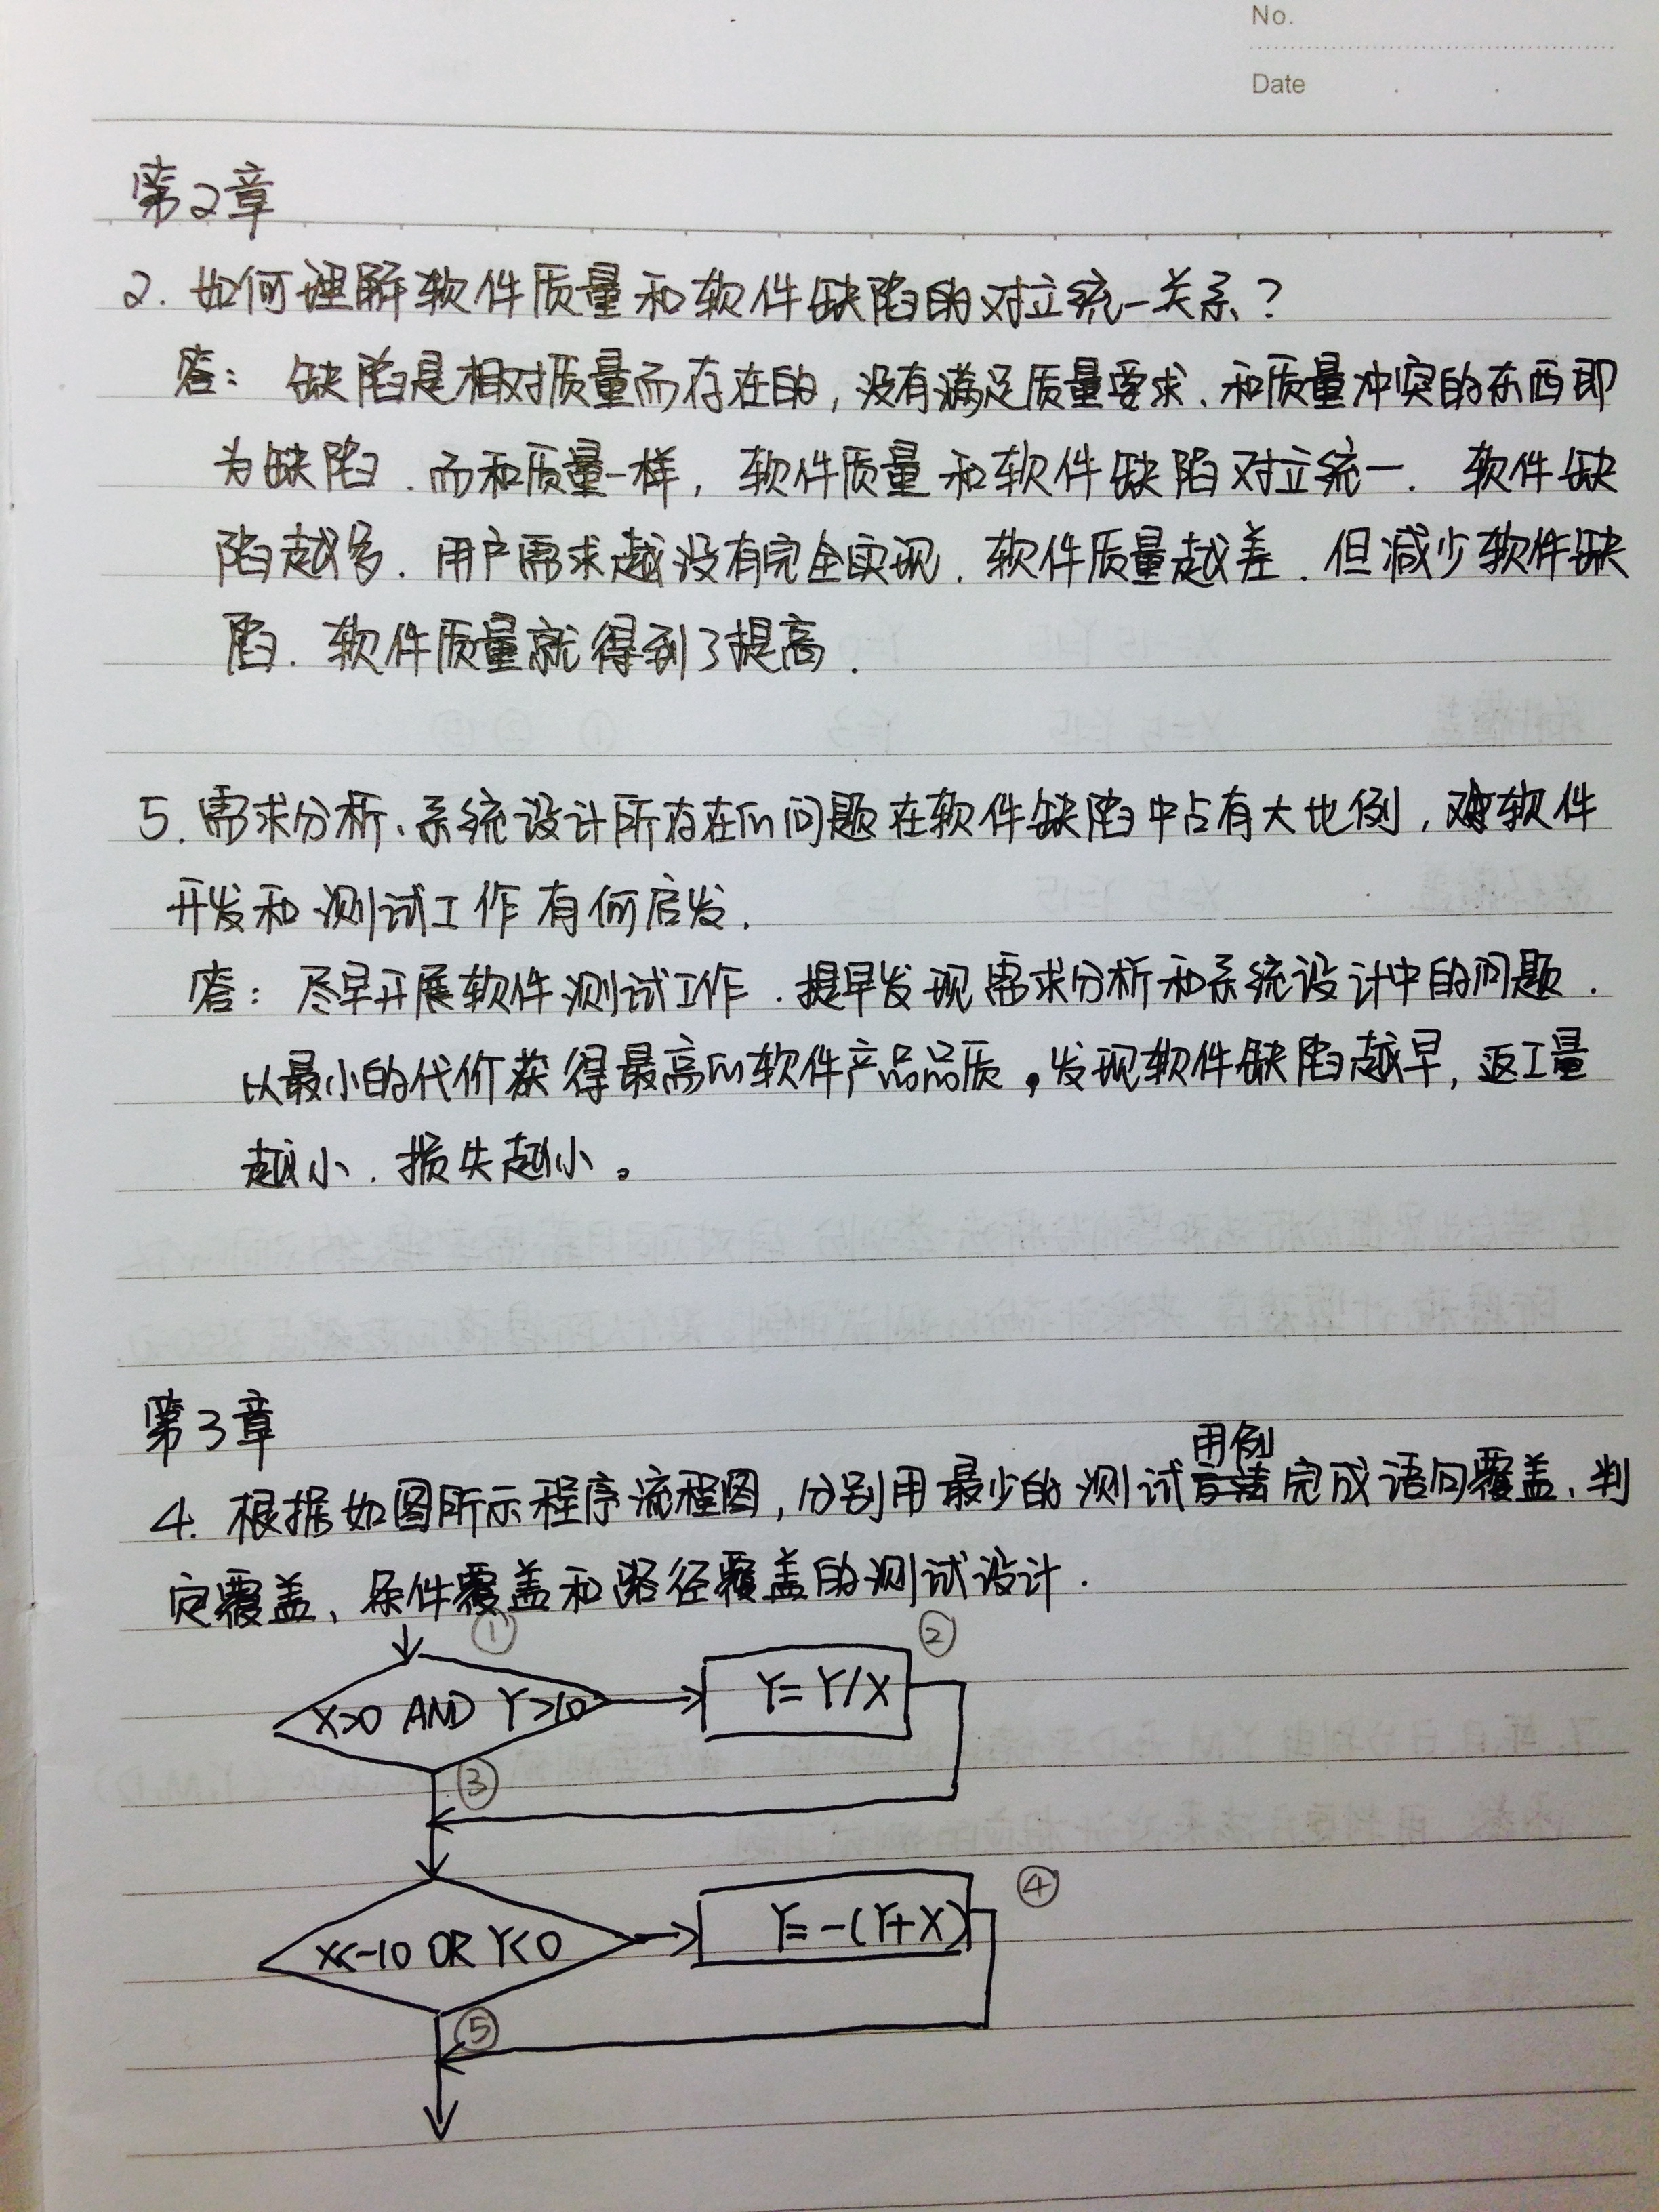 No.
Date
第2章
2. 如何理解软件质量和软件缺陷的对立统一关系?
答: 缺陷是相对质量而存在的,没有满足质量要求、和质量冲突的东西即
为缺陷.而和质量一样,软件质量和软件缺陷对立统一.软件缺
陷越多.用户需求越没有完全实现.软件质量越差.但减少软件缺
陷.软件质量就得到了提高.
5. 需求分析、系统设计所存在的问题在软件缺陷中占有大比例,对软件
开发和测试工作有何启发.
答: 尽早开展软件测试工作.提早发现需求分析和系统设计中的问题.
以最小的代价获得最高的软件产品品质。发现软件缺陷越早,返工量
越小.损失越小。
第3章
用例
4. 根据如图所示程序流程图,分别用最少的测试方法完成语句覆盖、判
定覆盖、条件覆盖和路径覆盖的测试设计.
① ②
X>0 AND Y>10 Y=Y/X
③
④
X<-10 OR Y<0 Y=-(Y+X)
⑤